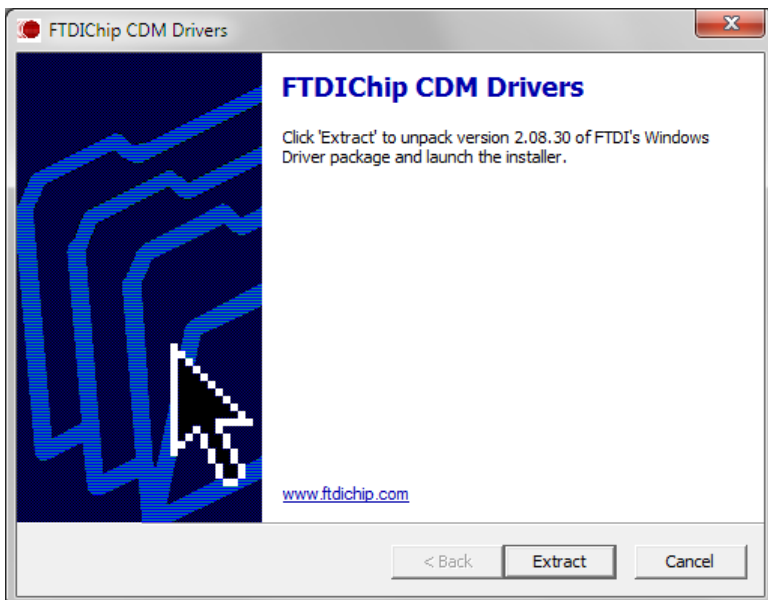 FTDIChip CDM Drivers
X
FTDIChip CDM Drivers
Click 'Extract' to unpack version 2.08.30 of FTDI's Windows
Driver package and launch the installer.
www.ftdichip.com
< Back
Extract
Cancel